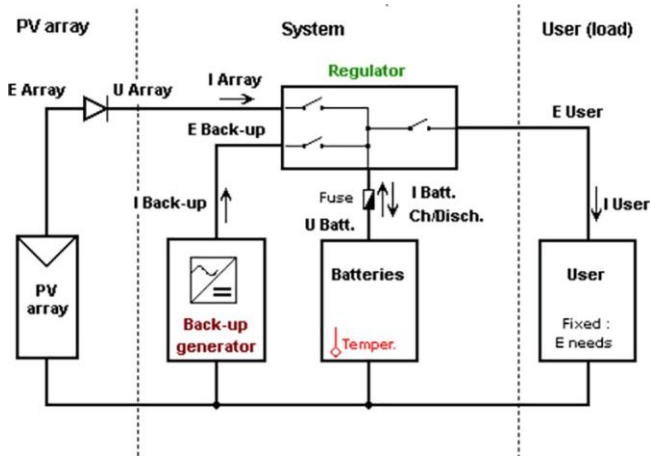 PV array
System
User (load)
Regulator
I Array
E Array
U Array
E Back-up
E User
I Back-up
Fuse
I Batt.
Ch/Disch.
U Batt.
I User
PV
array
Back-up
generator
Batteries
Temper.
User
Fixed :
E needs